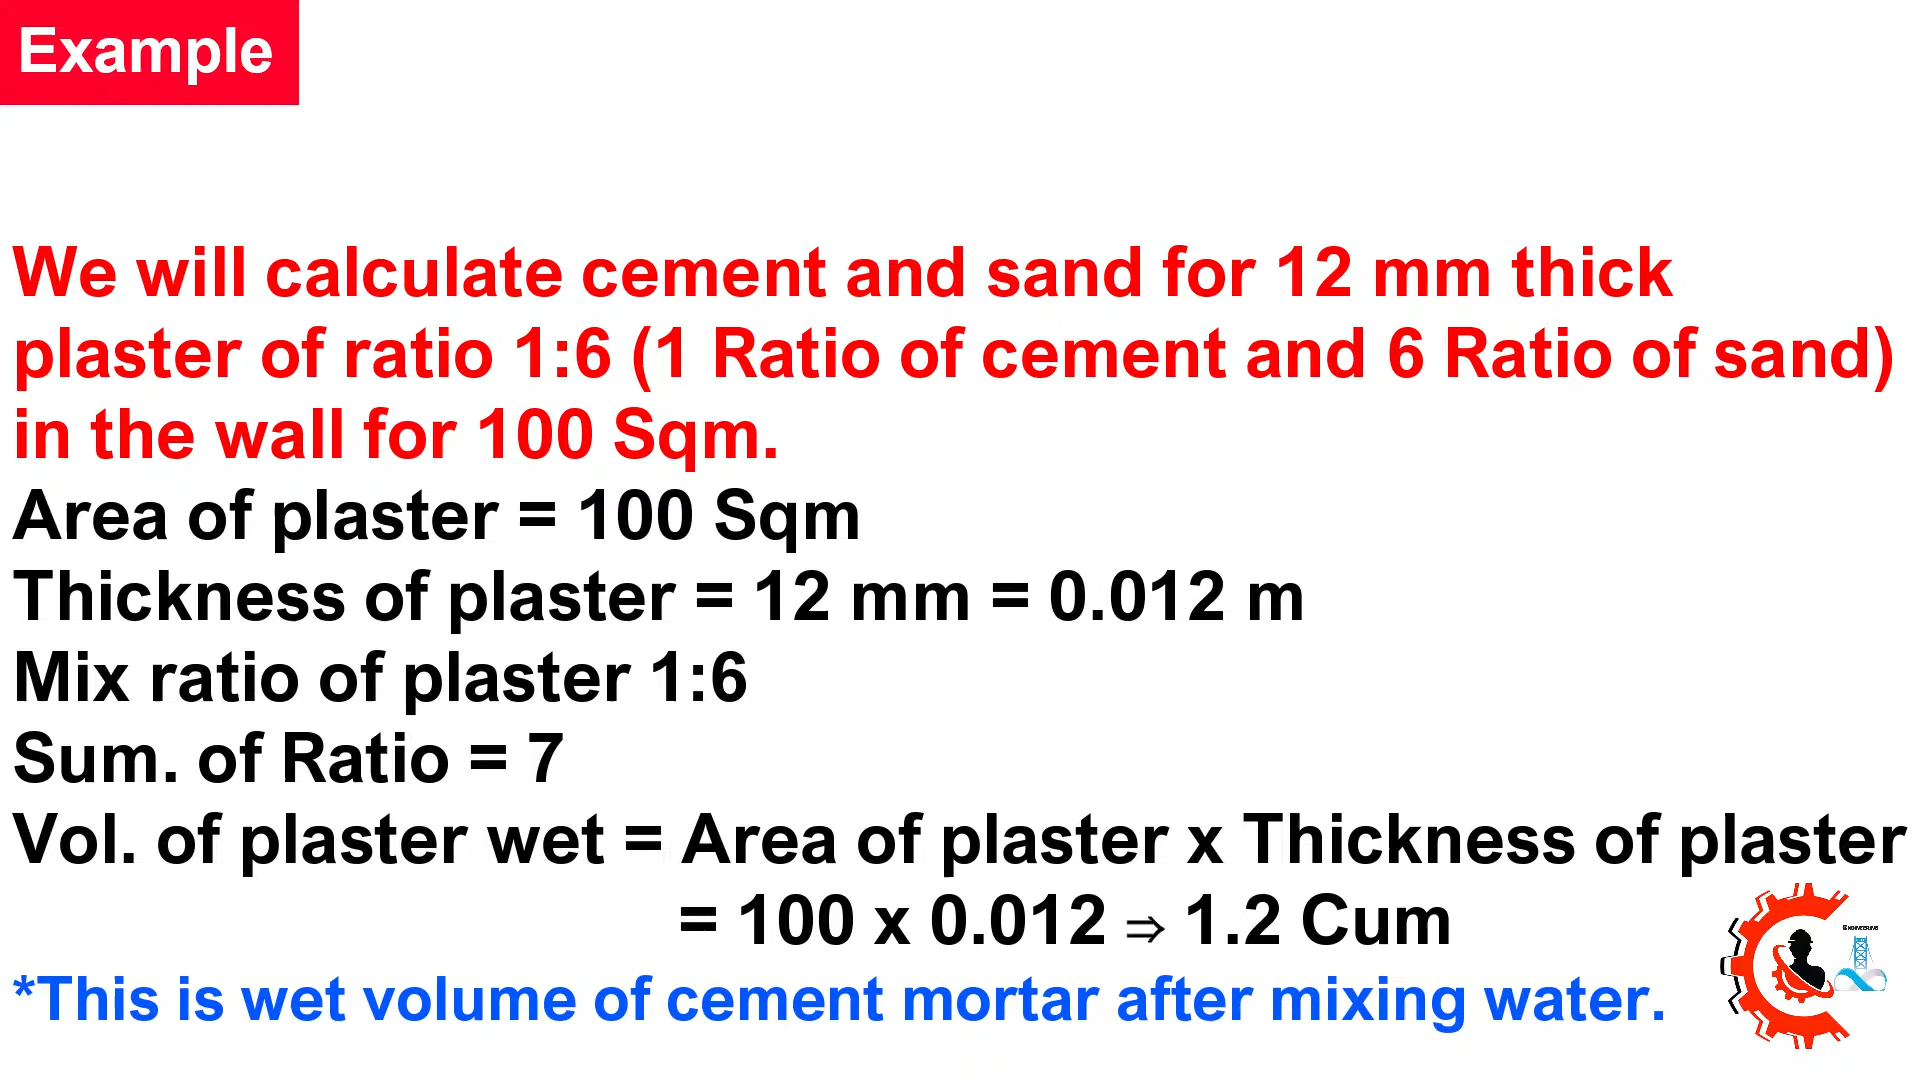 Example
We will calculate cement and sand for 12 mm thick
plaster of ratio 1:6 (1 Ratio of cement and 6 Ratio of sand)
in the wall for 100 Sqm.
Area of plaster = 100 Sqm
Thickness of plaster = 12 mm = 0.012 m
Mix ratio of plaster 1:6
Sum. of Ratio = 7
Vol. of plaster wet = Area of plaster x Thickness of plaster
= 100 x 0.012 ⇒ 1.2 Cum
ENGINEERING
*This is wet volume of cement mortar after mixing water.